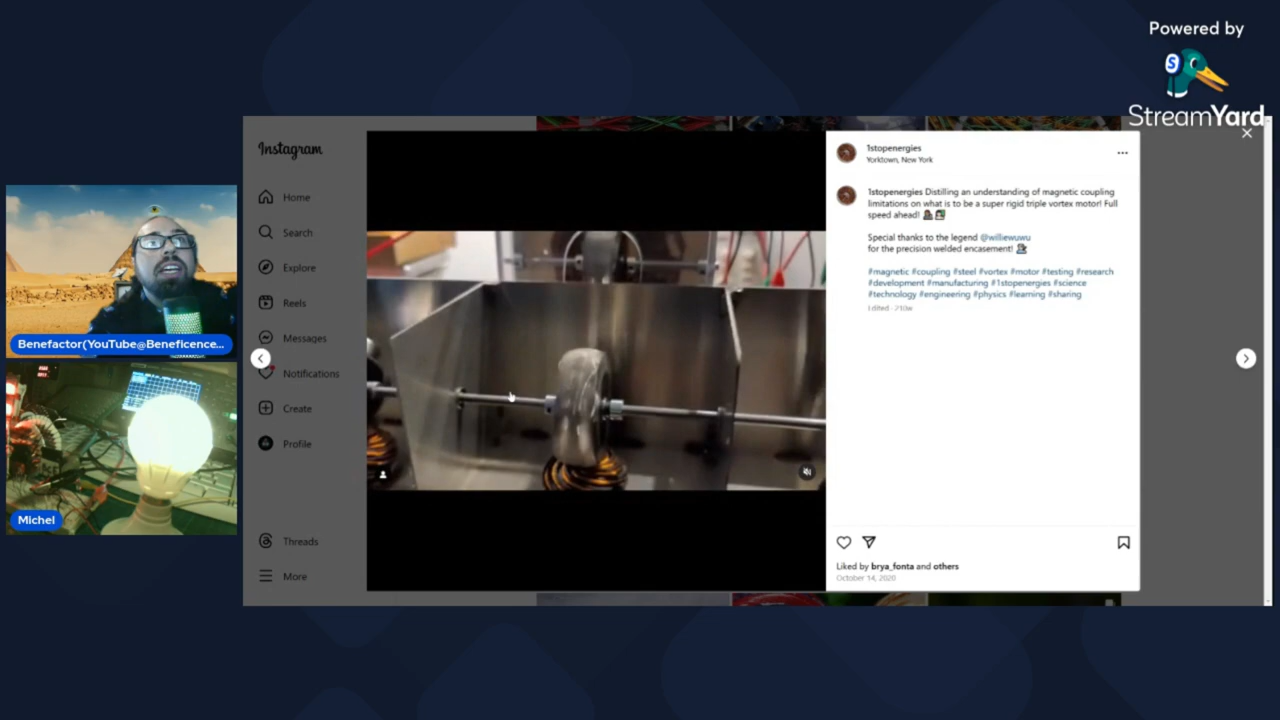 Powered by
StreamYard
Instagram
Home
Search
Explore
Reels
Messages
Notifications
Create
Profile
Threads
More
Benefactor(YouTube@Beneficence...
Michel
1stopenergies
Yorktown, New York
1stopenergies Distilling an understanding of magnetic coupling
limitations on what is to be a super rigid triple vortex motor! Full
speed ahead!
Special thanks to the legend @williewuwu
for the precision welded encasement!
#magnetic #coupling #steel #vortex #motor #testing #research
#development #manufacturing #1stopenergies #science
#technology #engineering #physics #learning #sharing
Edited · 210w
Liked by brya_fonta and others
October 14, 2020